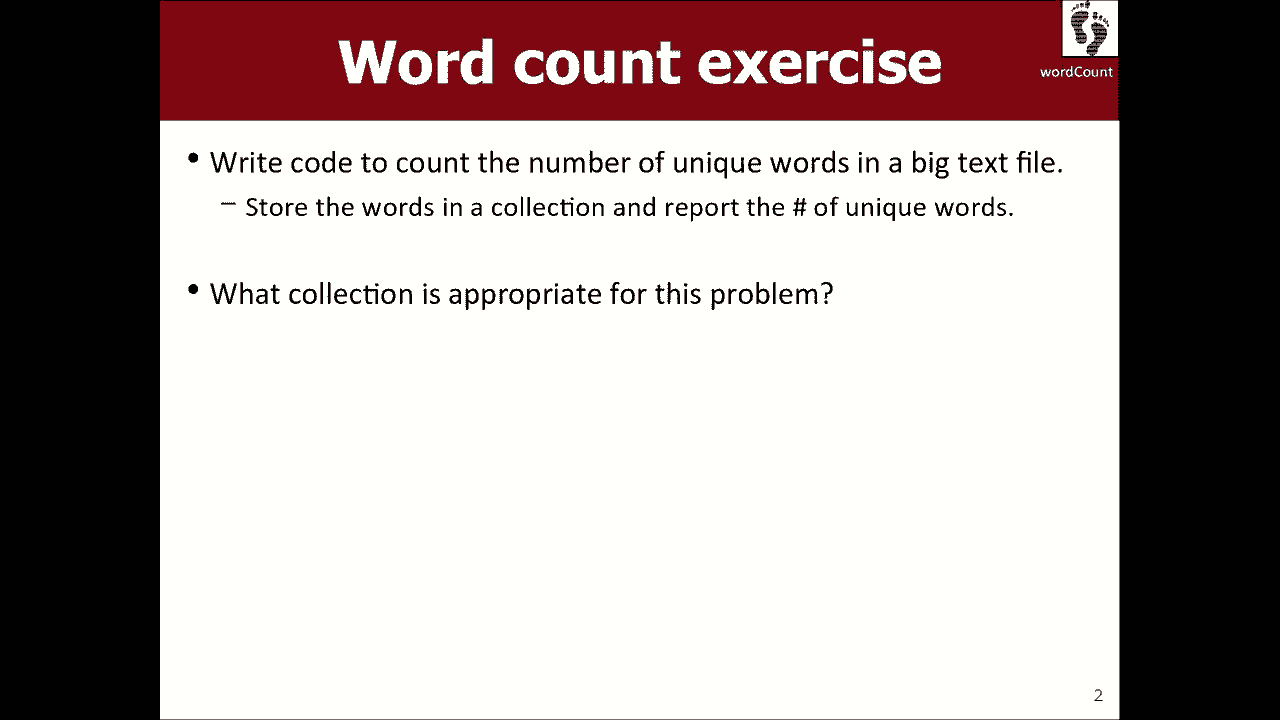 Word count exercise
wordCount
• Write code to count the number of unique words in a big text file.
– Store the words in a collection and report the # of unique words.
• What collection is appropriate for this problem?
2